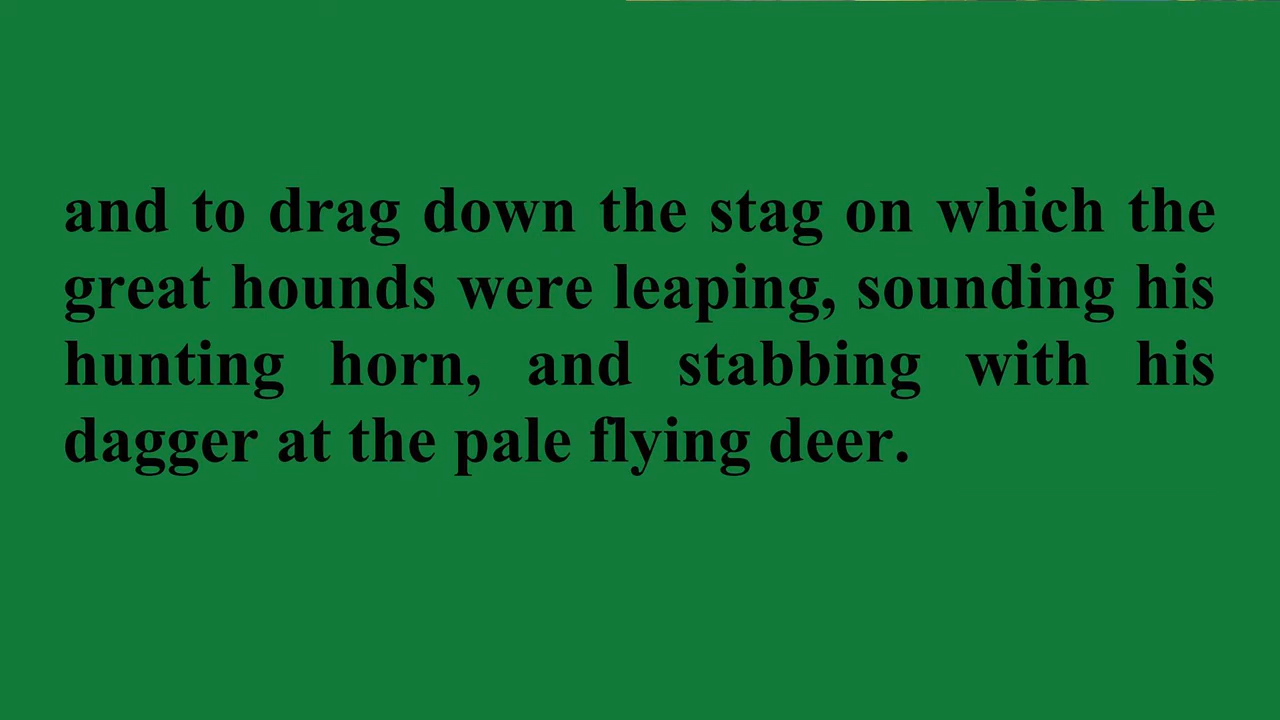 and to drag down the stag on which the
great hounds were leaping, sounding his
hunting horn, and stabbing with his
dagger at the pale flying deer.